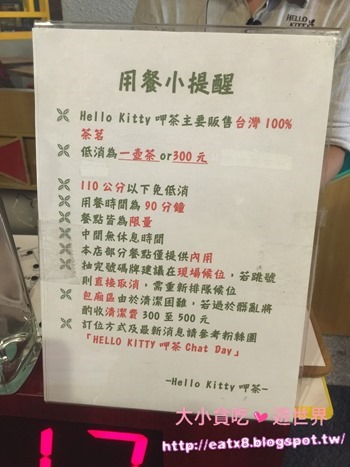 HELLO
KITTY
用餐小提醒
Hello Kitty 呷茶主要販售台灣 100%
茶茗
低消為一壺茶 or 300 元
110 公分以下免低消
用餐時間為 90 分鐘
餐點皆為限量
中間無休息時間
本店部分餐點僅提供內用
抽完號碼牌建議在現場候位，若跳號
則直接取消，需重新排隊候位
包廂區由於清潔困難，若過於髒亂將
酌收清潔費 300 至 500 元
訂位方式及最新消息請參考粉絲團
「HELLO KITTY 呷茶 Chat Day」
~Hello Kitty 呷茶~
大小貪吃❤遊世界
17
http://eatx8.blogspot.tw/